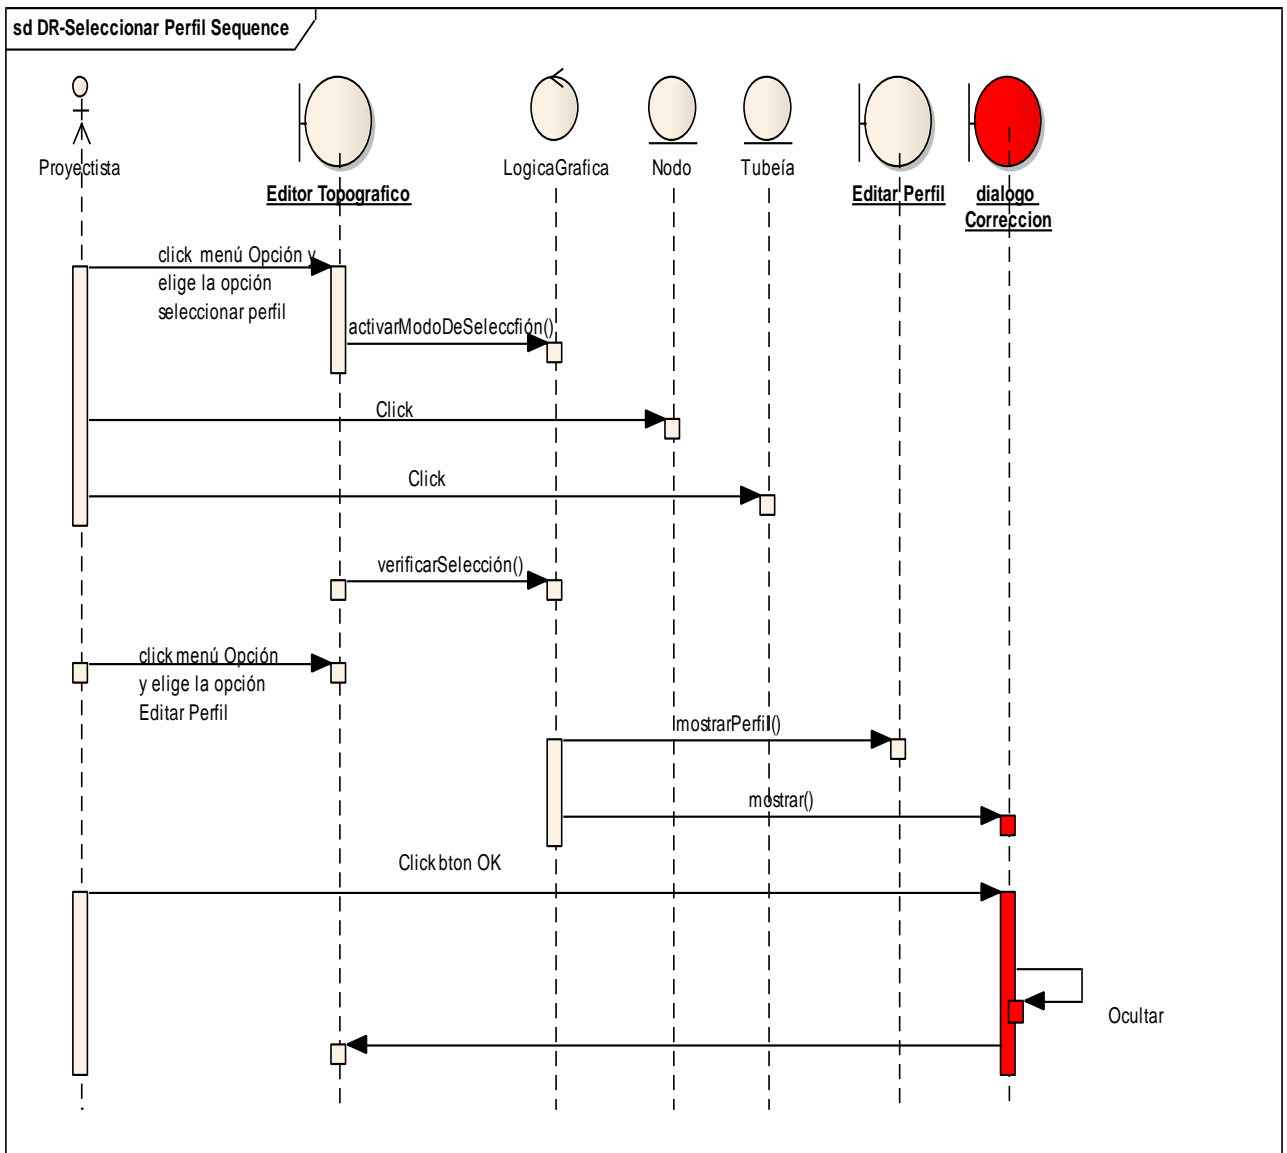 sd DR-Seleccionar Perfil Sequence
Proyectista
Editor Topografico
LogicaGrafica
Nodo
Tubeía
Editar Perfil
dialogo
Correccion
click menú Opción y
elige la opción
seleccionar perfil
activarModoDeSeleccfión()
Click
Click
verificarSelección()
click menú Opción
y elige la opción
Editar Perfil
mostrarPerfil()
mostrar()
Click bton OK
Ocultar